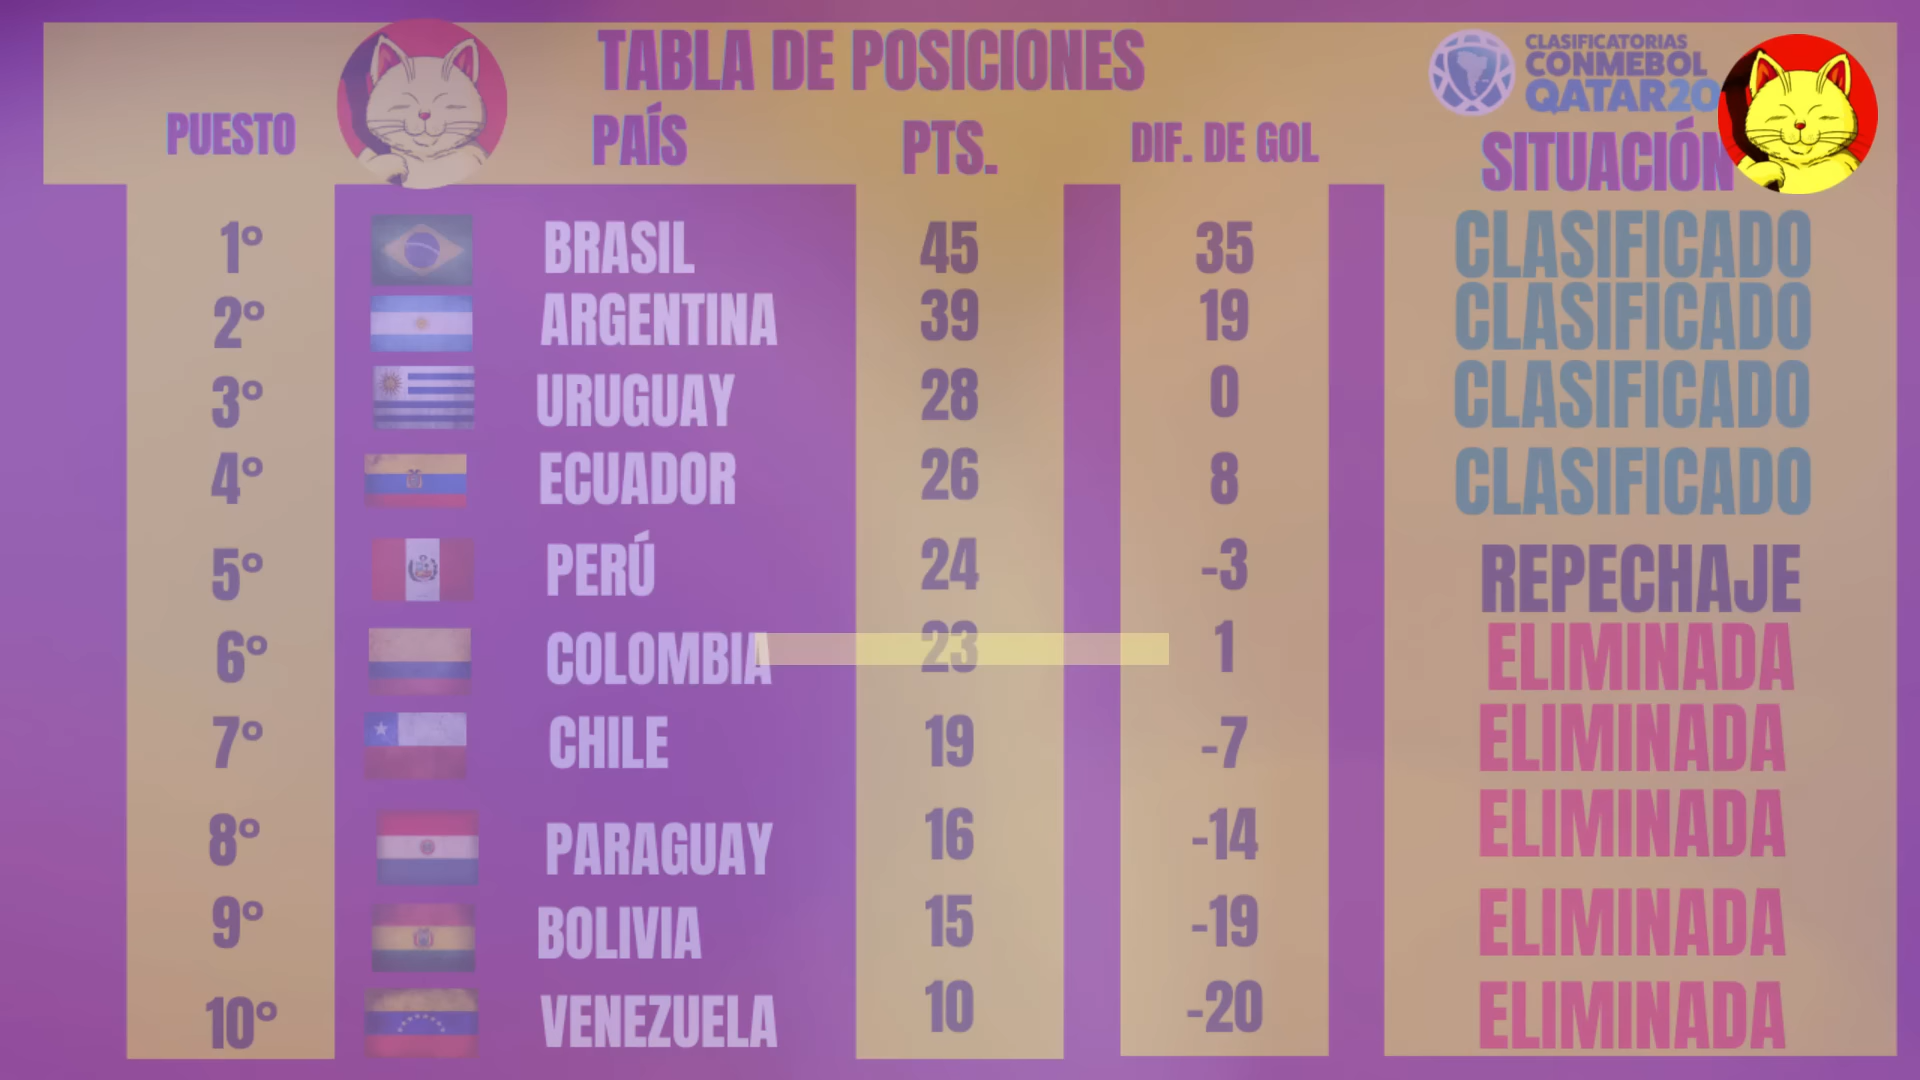 TABLA DE POSICIONES
CLASIFICATORIAS
CONMEBOL
QATAR20
PUESTO PAÍS PTS. DIF. DE GOL SITUACIÓN
1° BRASIL 45 35 CLASIFICADO
2° ARGENTINA 39 19 CLASIFICADO
3° URUGUAY 28 0 CLASIFICADO
4° ECUADOR 26 8 CLASIFICADO
5° PERÚ 24 -3 REPECHAJE
6° COLOMBIA 23 1 ELIMINADA
7° CHILE 19 -7 ELIMINADA
8° PARAGUAY 16 -14 ELIMINADA
9° BOLIVIA 15 -19 ELIMINADA
10° VENEZUELA 10 -20 ELIMINADA